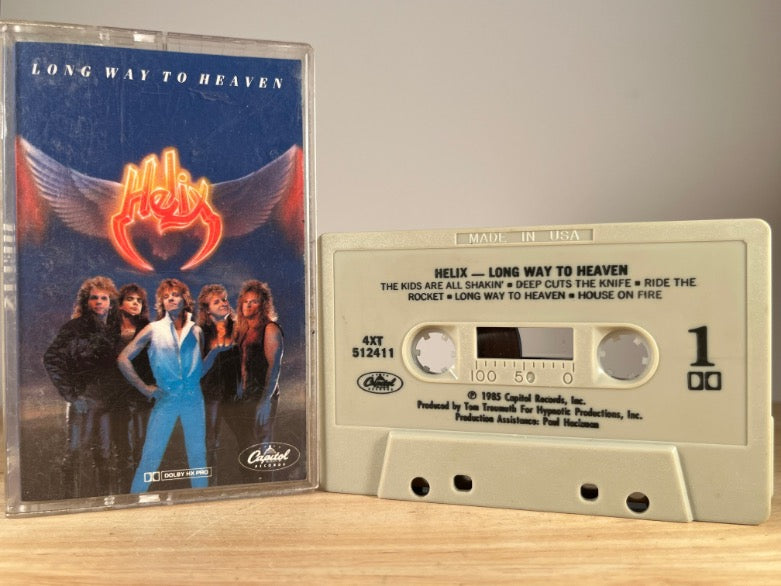 LONG WAY TO HEAVEN
Helix
DOLBY HX PRO
Capitol
RECORDS
MADE IN USA
HELIX — LONG WAY TO HEAVEN
THE KIDS ARE ALL SHAKIN' ■ DEEP CUTS THE KNIFE ■ RIDE THE
ROCKET ■ LONG WAY TO HEAVEN ■ HOUSE ON FIRE
4XT
512411
1
100 50 0
Capitol
℗ 1985 Capitol Records, Inc.
Produced by Tom Treumuth For Hypnotic Productions, Inc.
Production Assistance: Paul Hackman